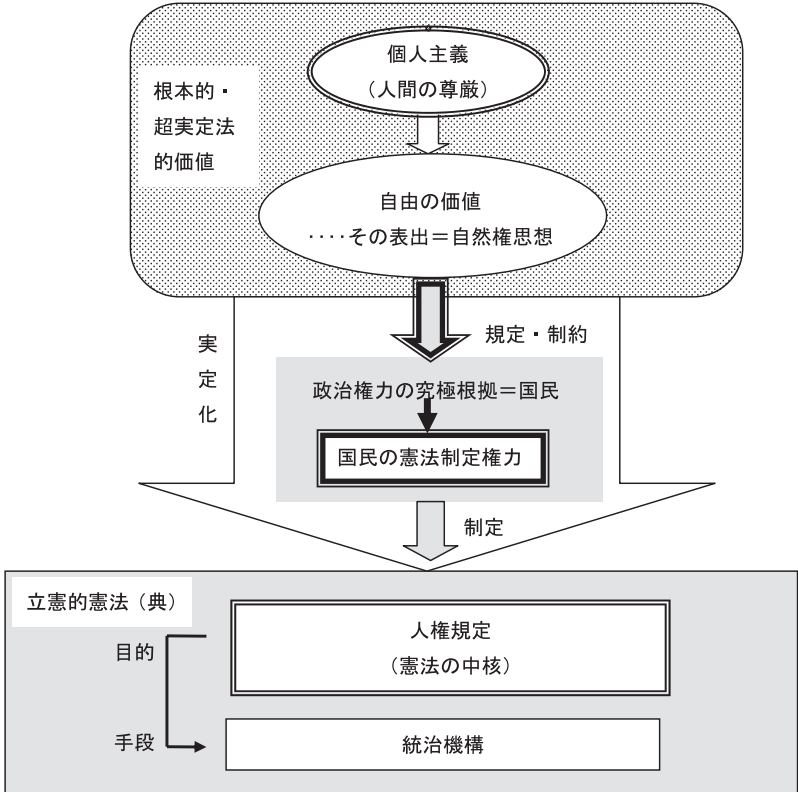 個人主義
（人間の尊厳）
根本的・
超実定法
的価値
自由の価値
‥‥その表出＝自然権思想
実
定
化
規定・制約
政治権力の究極根拠＝国民
国民の憲法制定権力
制定
立憲的憲法（典）
人権規定
（憲法の中核）
目的
手段
統治機構